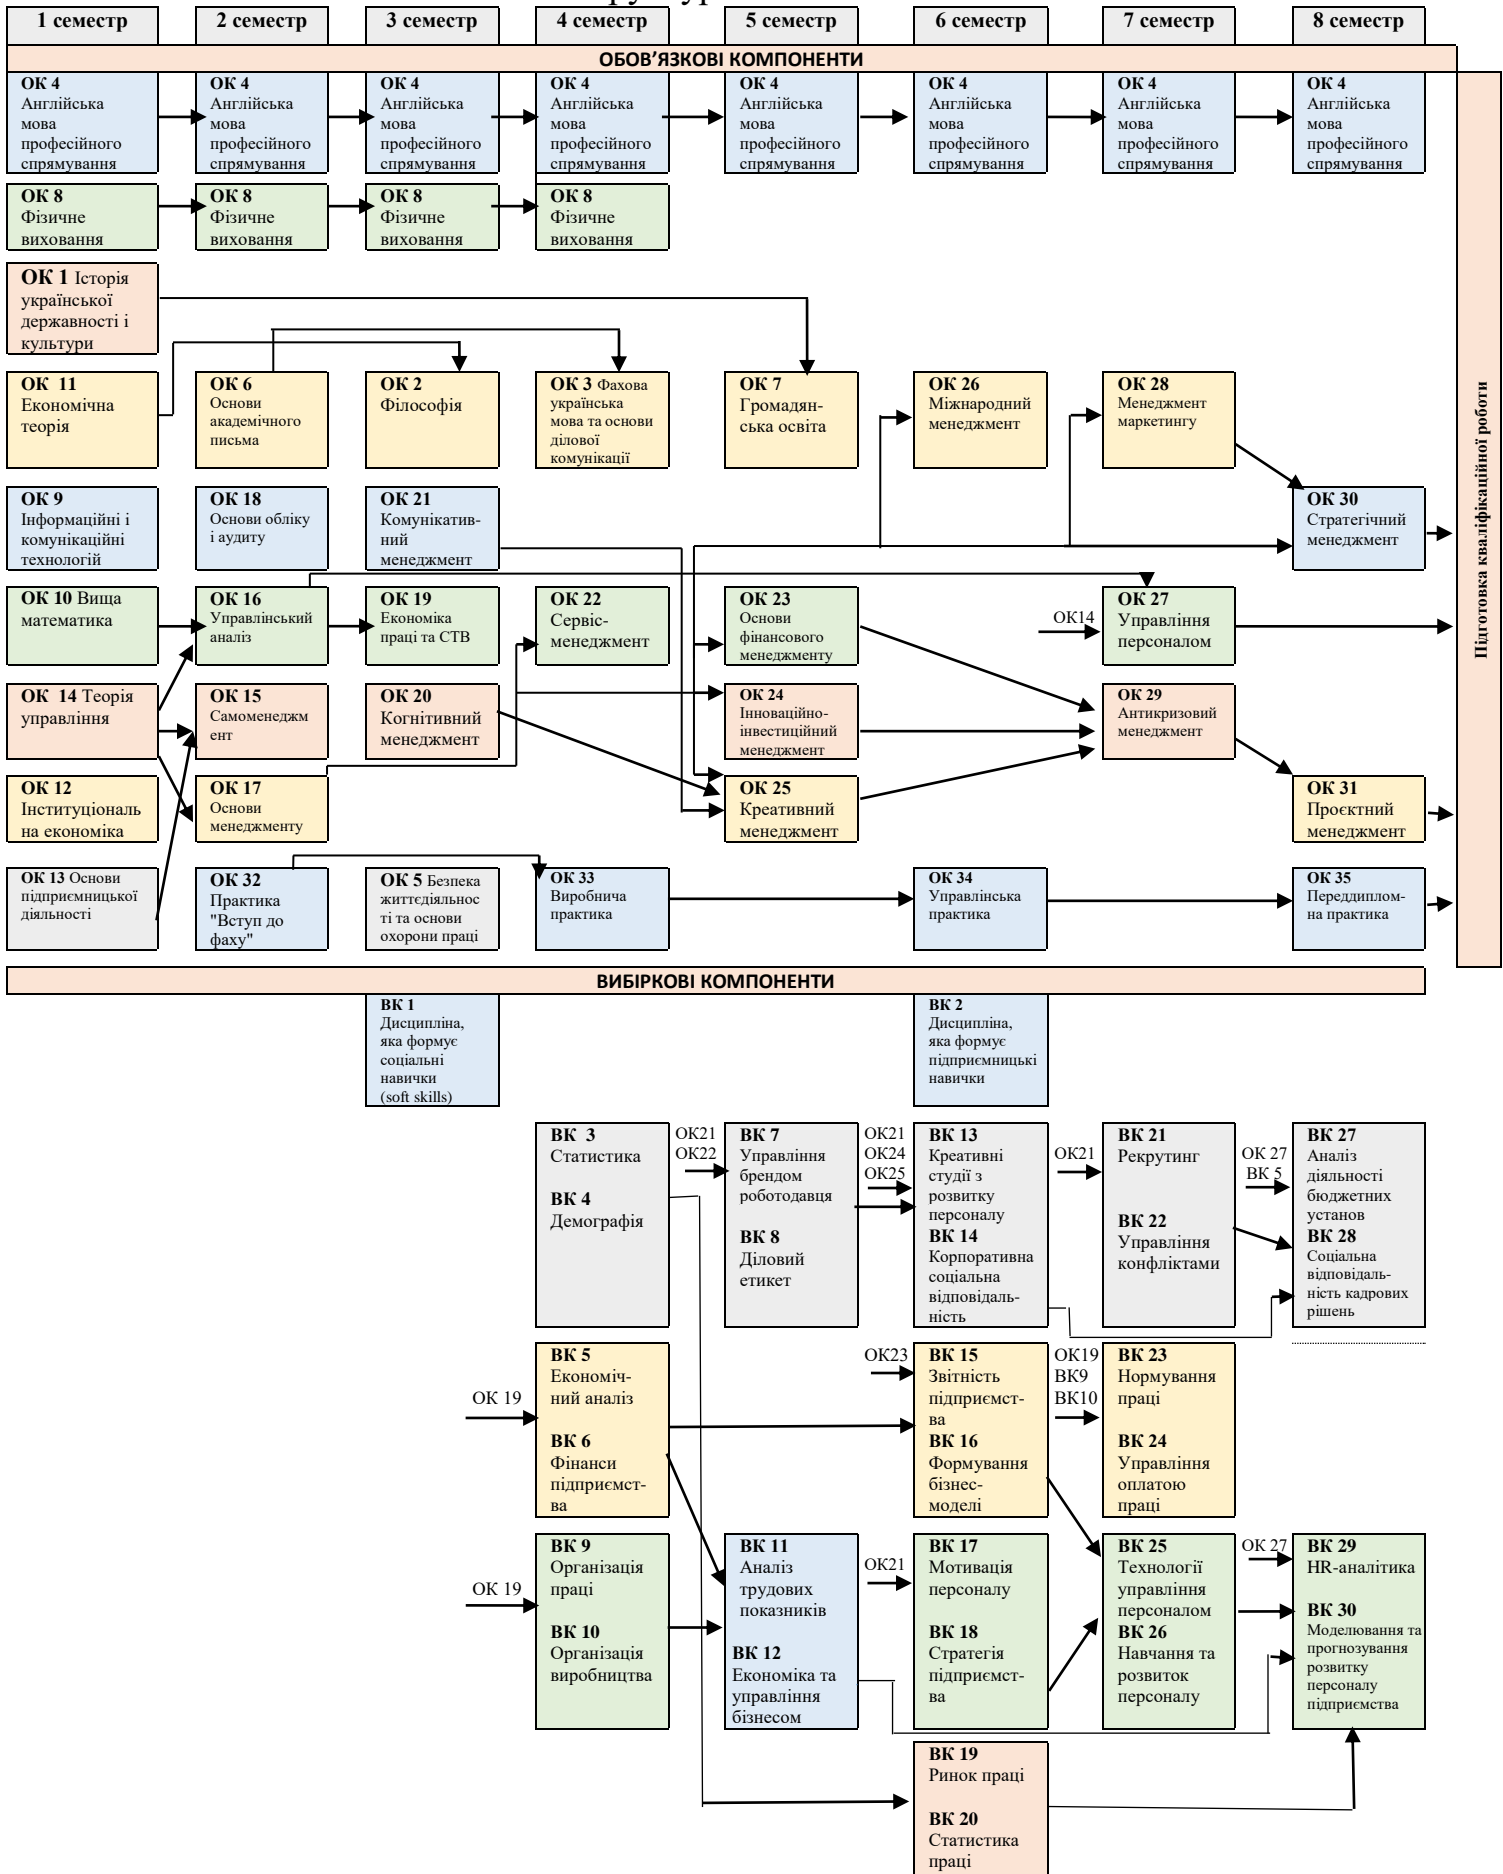 1 семестр
2 семестр
3 семестр
4 семестр
5 семестр
6 семестр
7 семестр
8 семестр
ОБОВ’ЯЗКОВІ КОМПОНЕНТИ
ОК 4
Англійська
мова
професійного
спрямування
ОК 4
Англійська
мова
професійного
спрямування
ОК 4
Англійська
мова
професійного
спрямування
ОК 4
Англійська
мова
професійного
спрямування
ОК 4
Англійська
мова
професійного
спрямування
ОК 4
Англійська
мова
професійного
спрямування
ОК 4
Англійська
мова
професійного
спрямування
ОК 4
Англійська
мова
професійного
спрямування
Підготовка кваліфікаційної роботи
ОК 8
Фізичне
виховання
ОК 8
Фізичне
виховання
ОК 8
Фізичне
виховання
ОК 8
Фізичне
виховання
ОК 1 Історія
української
державності і
культури
ОК 11
Економічна
теорія
ОК 6
Основи
академічного
письма
ОК 2
Філософія
ОК 3 Фахова
українська
мова та основи
ділової
комунікації
ОК 7
Громадян-
ська освіта
ОК 26
Міжнародний
менеджмент
ОК 28
Менеджмент
маркетингу
ОК 9
Інформаційні і
комунікаційні
технологій
ОК 18
Основи обліку
і аудиту
ОК 21
Комунікатив-
ний
менеджмент
ОК 30
Стратегічний
менеджмент
ОК 10 Вища
математика
ОК 16
Управлінський
аналіз
ОК 19
Економіка
праці та СТВ
ОК 22
Сервіс-
менеджмент
ОК 23
Основи
фінансового
менеджменту
ОК14
ОК 27
Управління
персоналом
ОК 14 Теорія
управління
ОК 15
Самоменеджм
ент
ОК 20
Когнітивний
менеджмент
ОК 24
Інноваційно-
інвестиційний
менеджмент
ОК 29
Антикризовий
менеджмент
ОК 12
Інституціональ
на економіка
ОК 17
Основи
менеджменту
ОК 25
Креативний
менеджмент
ОК 31
Проєктний
менеджмент
ОК 13 Основи
підприємницької
діяльності
ОК 32
Практика
"Вступ до
фаху"
ОК 5 Безпека
життєдіяльнос
ті та основи
охорони праці
ОК 33
Виробнича
практика
ОК 34
Управлінська
практика
ОК 35
Переддиплом-
на практика
ВИБІРКОВІ КОМПОНЕНТИ
ВК 1
Дисципліна,
яка формує
соціальні
навички
(soft skills)
ВК 2
Дисципліна,
яка формує
підприємницькі
навички
ВК 3
Статистика
ВК 4
Демографія
ОК21
ОК22
ВК 7
Управління
брендом
роботодавця
ВК 8
Діловий
етикет
ОК21
ОК24
ОК25
ВК 13
Креативні
студії з
розвитку
персоналу
ВК 14
Корпоративна
соціальна
відповідаль-
ність
ОК21
ВК 21
Рекрутинг
ВК 22
Управління
конфліктами
ОК 27
ВК 5
ВК 27
Аналіз
діяльності
бюджетних
установ
ВК 28
Соціальна
відповідаль-
ність кадрових
рішень
ОК 19
ВК 5
Економіч-
ний аналіз
ВК 6
Фінанси
підприємст-
ва
ОК23
ВК 15
Звітність
підприємст-
ва
ВК 16
Формування
бізнес-
моделі
ОК19
ВК9
ВК10
ВК 23
Нормування
праці
ВК 24
Управління
оплатою
праці
ОК 19
ВК 9
Організація
праці
ВК 10
Організація
виробництва
ВК 11
Аналіз
трудових
показників
ВК 12
Економіка та
управління
бізнесом
ОК21
ВК 17
Мотивація
персоналу
ВК 18
Стратегія
підприємст-
ва
ВК 25
Технології
управління
персоналом
ВК 26
Навчання та
розвиток
персоналу
ОК 27
ВК 29
HR-аналітика
ВК 30
Моделювання та
прогнозування
розвитку
персоналу
підприємства
ВК 19
Ринок праці
ВК 20
Статистика
праці